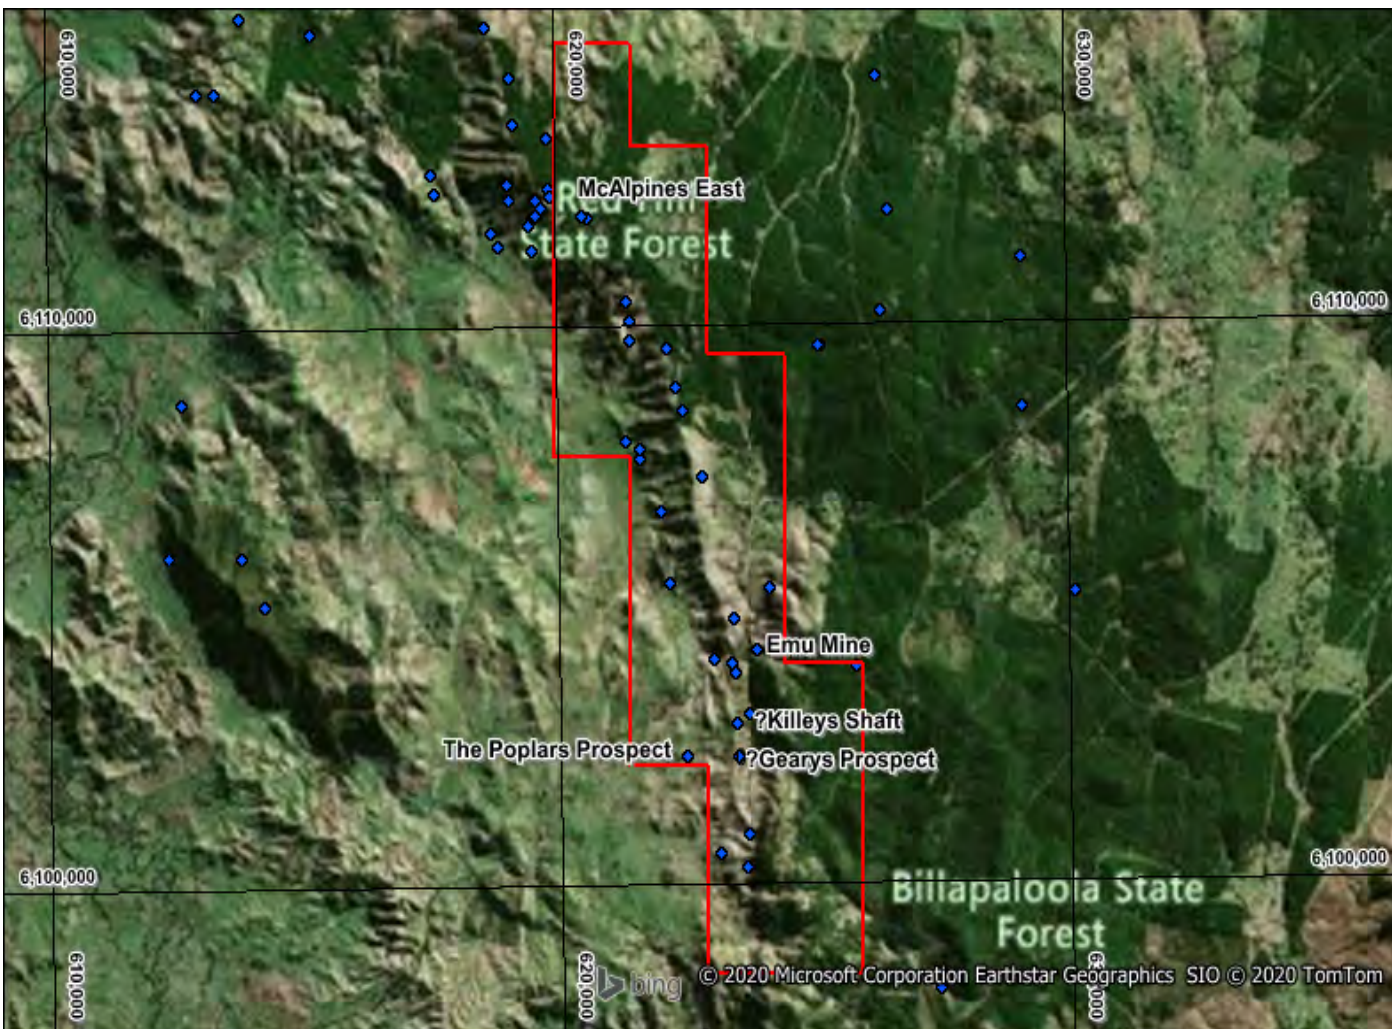 610,000
620,000
630,000
McAlpines East
Red Hill
State Forest
6,110,000
6,110,000
Emu Mine
?Killeys Shaft
The Poplars Prospect
?Gearys Prospect
6,100,000
6,100,000
Billapaloola State
Forest
610,000
620,000
bing
© 2020 Microsoft Corporation Earthstar Geographics SIO © 2020 TomTom